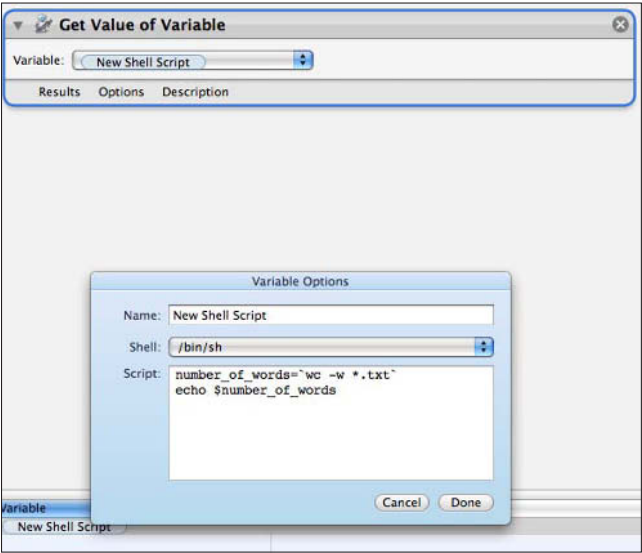 Get Value of Variable
Variable: New Shell Script
Results Options Description
Variable Options
Name: New Shell Script
Shell: /bin/sh
Script: number_of_words=`wc -w *.txt`
echo $number_of_words
Cancel Done
Variable
New Shell Script